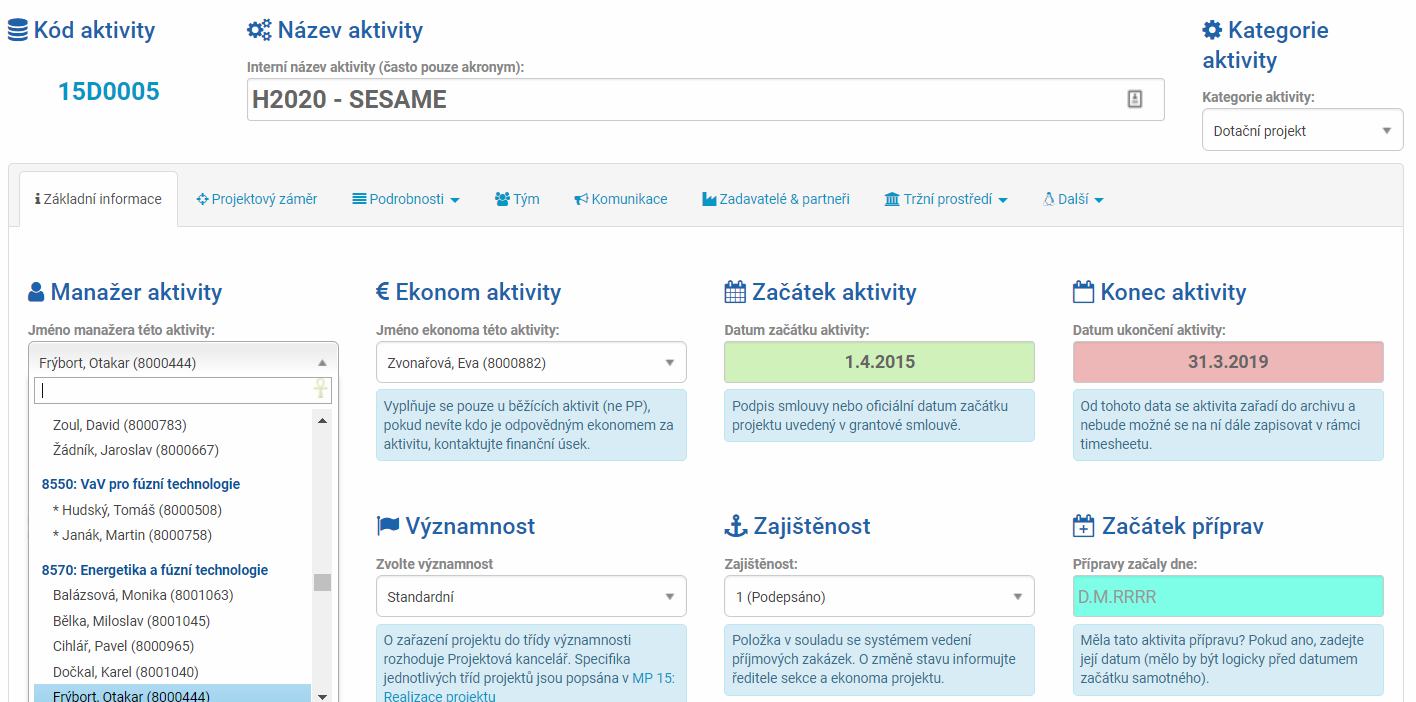 Kód aktivity
15D0005
Název aktivity
Interní název aktivity (často pouze akronym):
H2020 - SESAME
Kategorie
aktivity
Kategorie aktivity:
Dotační projekt
Základní informace
Projektový záměr
Podrobnosti
Tým
Komunikace
Zadavatelé & partneři
Tržní prostředí
Další
Manažer aktivity
Jméno manažera této aktivity:
Frýbort, Otakar (8000444)
Zoul, David (8000783)
Žádník, Jaroslav (8000667)
8550: VaV pro fúzní technologie
* Hudský, Tomáš (8000508)
* Janák, Martin (8000758)
8570: Energetika a fúzní technologie
Balázsová, Monika (8001063)
Bělka, Miloslav (8001045)
Cihlář, Pavel (8000965)
Dočkal, Karel (8001040)
Frýbort, Otakar (8000444)
€ Ekonom aktivity
Jméno ekonoma této aktivity:
Zvonařová, Eva (8000882)
Vyplňuje se pouze u běžících aktivit (ne PP),
pokud nevíte kdo je odpovědným ekonomem za
aktivitu, kontaktujte finanční úsek.
Začátek aktivity
Datum začátku aktivity:
1.4.2015
Podpis smlouvy nebo oficiální datum začátku
projektu uvedený v grantové smlouvě.
Konec aktivity
Datum ukončení aktivity:
31.3.2019
Od tohoto data se aktivita zařadí do archivu a
nebude možné se na ní dále zapisovat v rámci
timesheetu.
Významnost
Zvolte významnost
Standardní
O zařazení projektu do třídy významnosti
rozhoduje Projektová kancelář. Specifika
jednotlivých tříd projektů jsou popsána v MP 15:
Realizace projektu
Zajištěnost
Zajištěnost:
1 (Podepsáno)
Položka v souladu se systémem vedení
příjmových zakázek. O změně stavu informujte
ředitele sekce a ekonoma projektu.
Začátek příprav
Přípravy začaly dne:
D.M.RRRR
Měla tato aktivita přípravu? Pokud ano, zadejte
její datum (mělo by být logicky před datumem
začátku samotného).